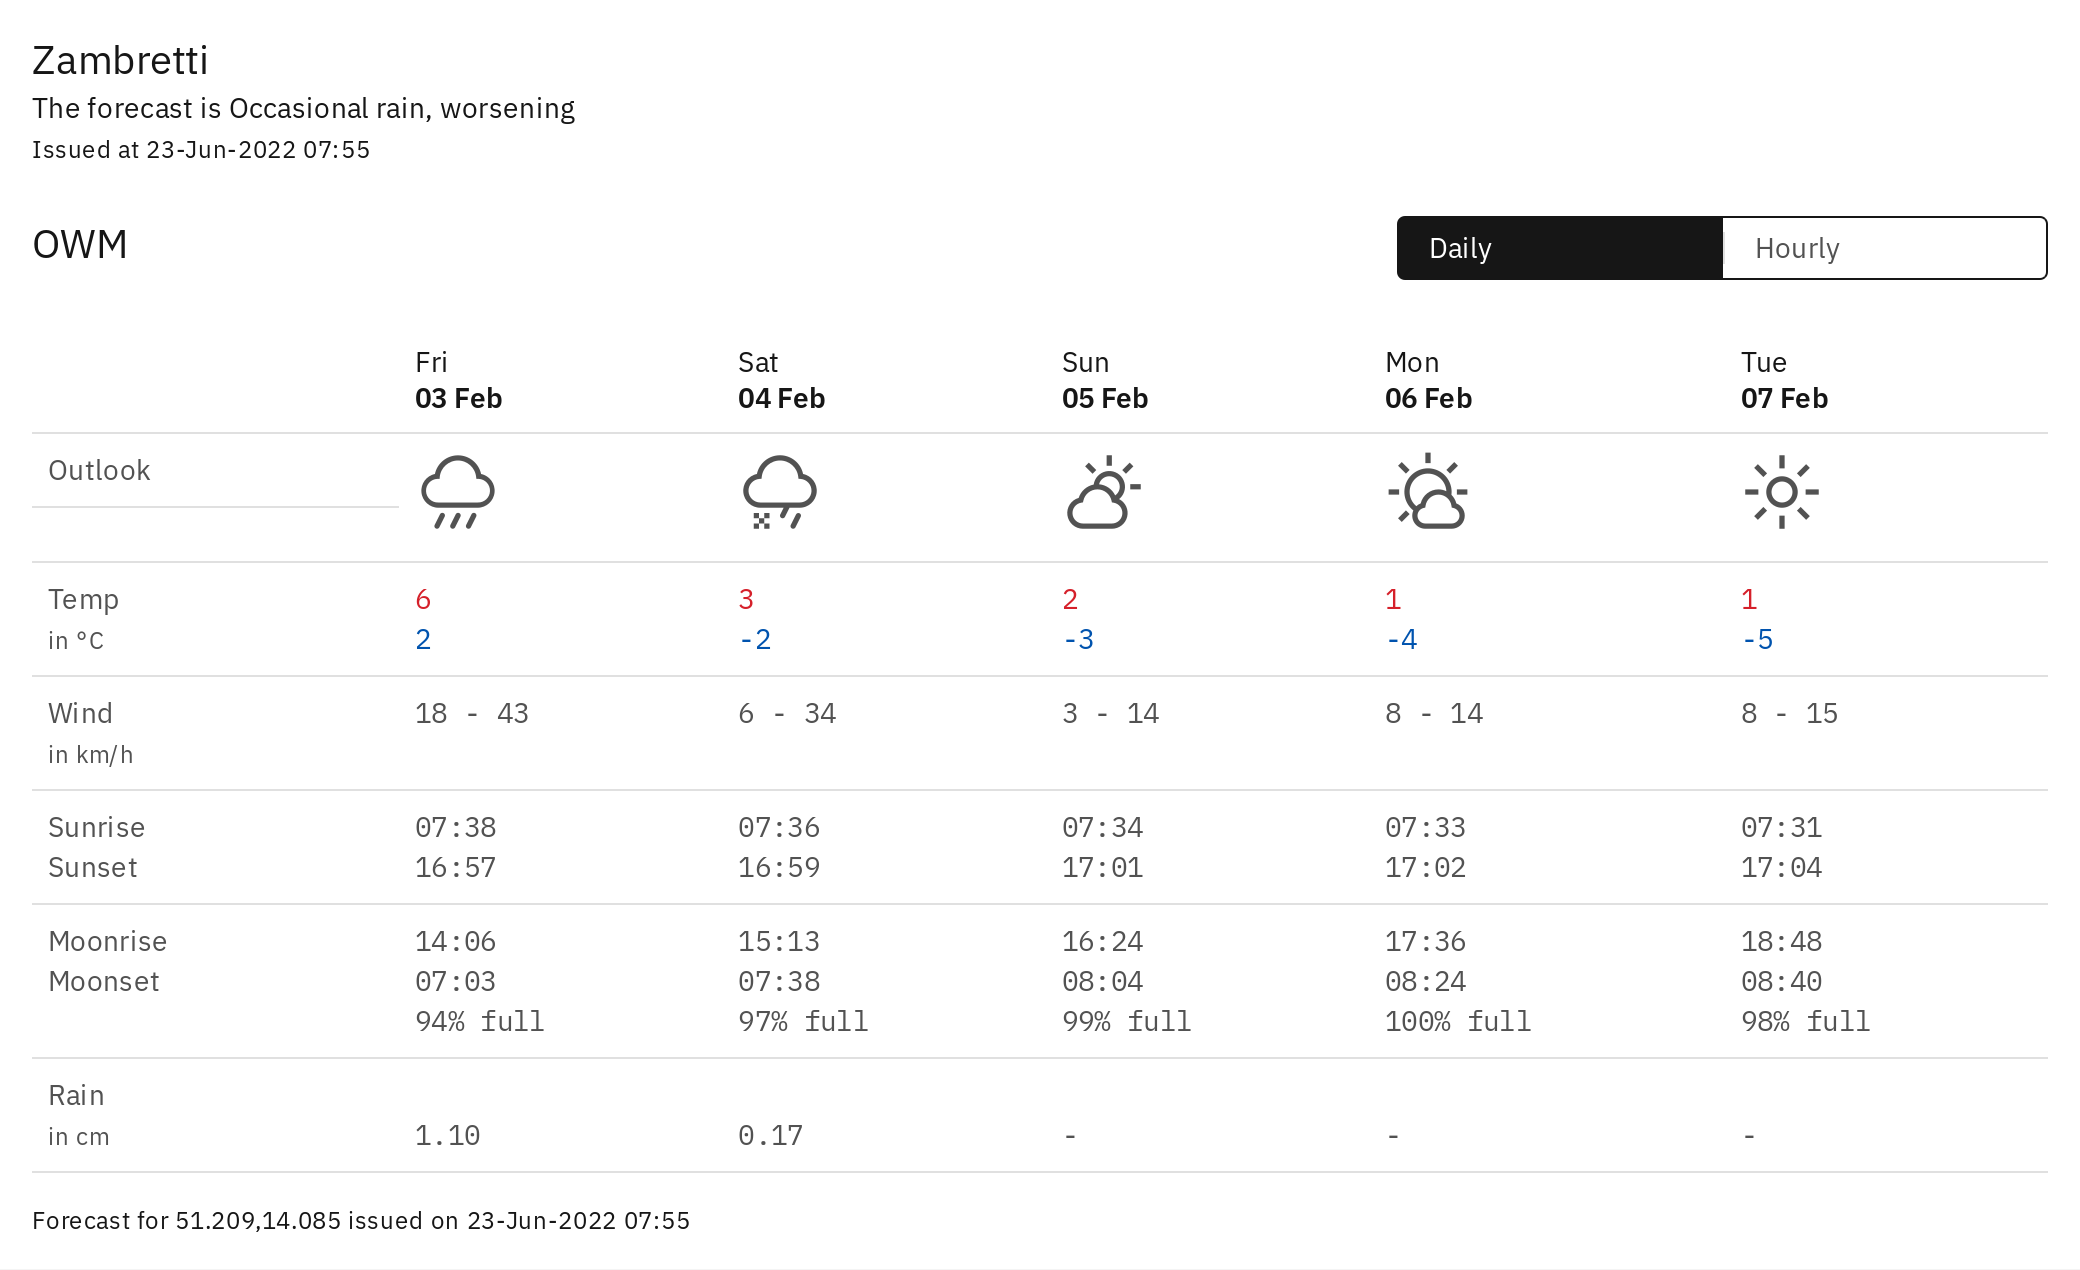 Zambretti
The forecast is Occasional rain, worsening
Issued at 23-Jun-2022 07:55
OWM
Daily Hourly
Fri Sat Sun Mon Tue
03 Feb 04 Feb 05 Feb 06 Feb 07 Feb
Outlook
Temp 6 3 2 1 1
in °C 2 -2 -3 -4 -5
Wind 18 - 43 6 - 34 3 - 14 8 - 14 8 - 15
in km/h
Sunrise 07:38 07:36 07:34 07:33 07:31
Sunset 16:57 16:59 17:01 17:02 17:04
Moonrise 14:06 15:13 16:24 17:36 18:48
Moonset 07:03 07:38 08:04 08:24 08:40
94% full 97% full 99% full 100% full 98% full
Rain
in cm 1.10 0.17 - - -
Forecast for 51.209,14.085 issued on 23-Jun-2022 07:55